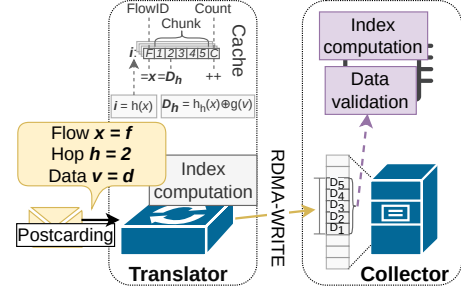 FlowID Count
Chunk
i: F 1 2 3 4 5 C
=x =Dh ++
Cache
i = h(x) Dh = hh(x)⊕g(v)
Flow x = f
Hop h = 2
Data v = d
Postcarding
Index
computation
Translator
RDMA-WRITE
Index
computation
Data
validation
D5
D4
D3
D2
D1
Collector